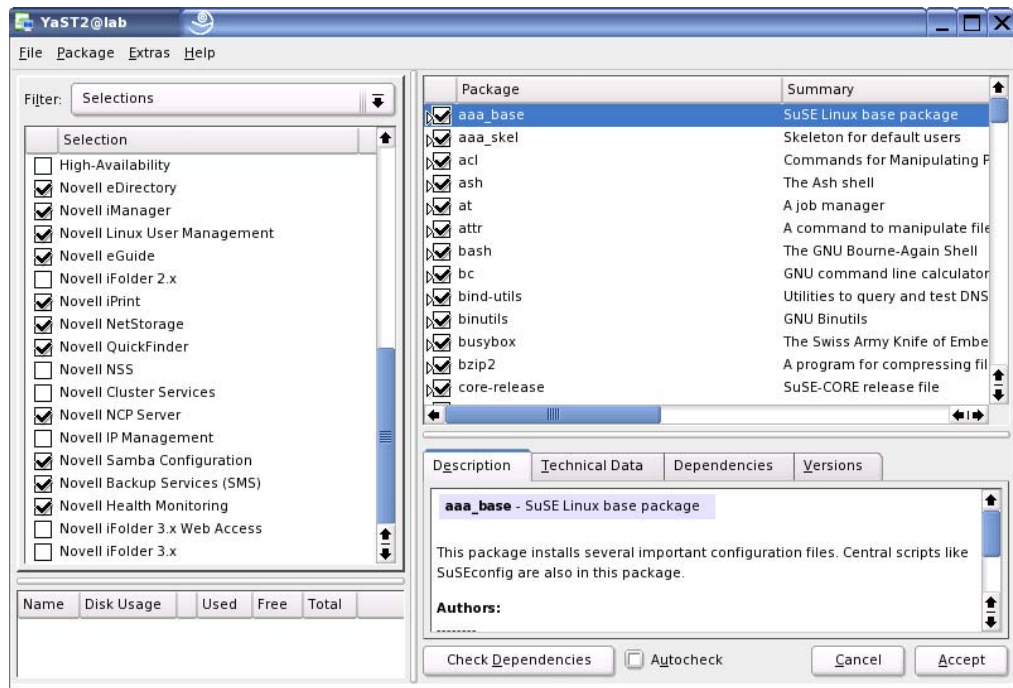 YaST2@lab
File Package Extras Help
Filter: Selections
Selection
High-Availability
Novell eDirectory
Novell iManager
Novell Linux User Management
Novell eGuide
Novell iFolder 2.x
Novell iPrint
Novell NetStorage
Novell QuickFinder
Novell NSS
Novell Cluster Services
Novell NCP Server
Novell IP Management
Novell Samba Configuration
Novell Backup Services (SMS)
Novell Health Monitoring
Novell iFolder 3.x Web Access
Novell iFolder 3.x
Name Disk Usage Used Free Total
Package Summary
aaa_base SuSE Linux base package
aaa_skel Skeleton for default users
acl Commands for Manipulating P
ash The Ash shell
at A job manager
attr A command to manipulate file
bash The GNU Bourne-Again Shell
bc GNU command line calculator
bind-utils Utilities to query and test DNS
binutils GNU Binutils
busybox The Swiss Army Knife of Embe
bzip2 A program for compressing fil
core-release SuSE-CORE release file
Description Technical Data Dependencies Versions
aaa_base - SuSE Linux base package
This package installs several important configuration files. Central scripts like
SuSEconfig are also in this package.
Authors:
--------
Check Dependencies Autocheck Cancel Accept